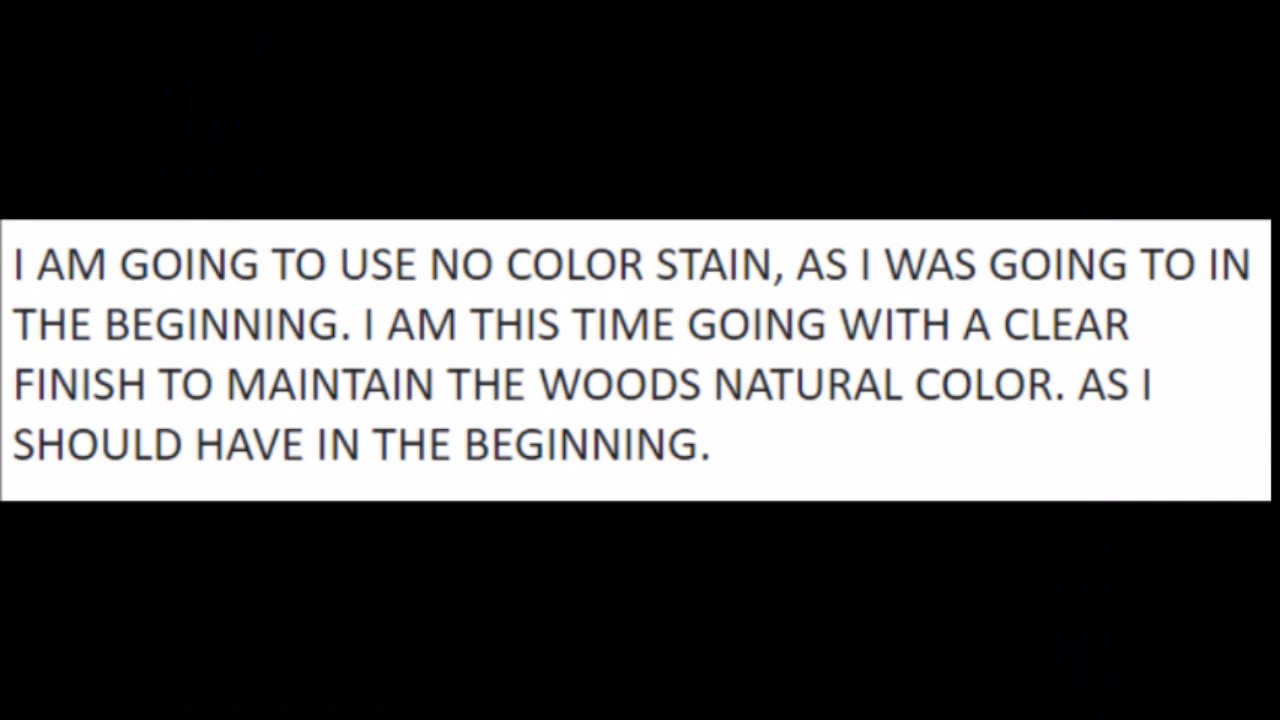 I AM GOING TO USE NO COLOR STAIN, AS I WAS GOING TO IN
THE BEGINNING. I AM THIS TIME GOING WITH A CLEAR
FINISH TO MAINTAIN THE WOODS NATURAL COLOR. AS I
SHOULD HAVE IN THE BEGINNING.